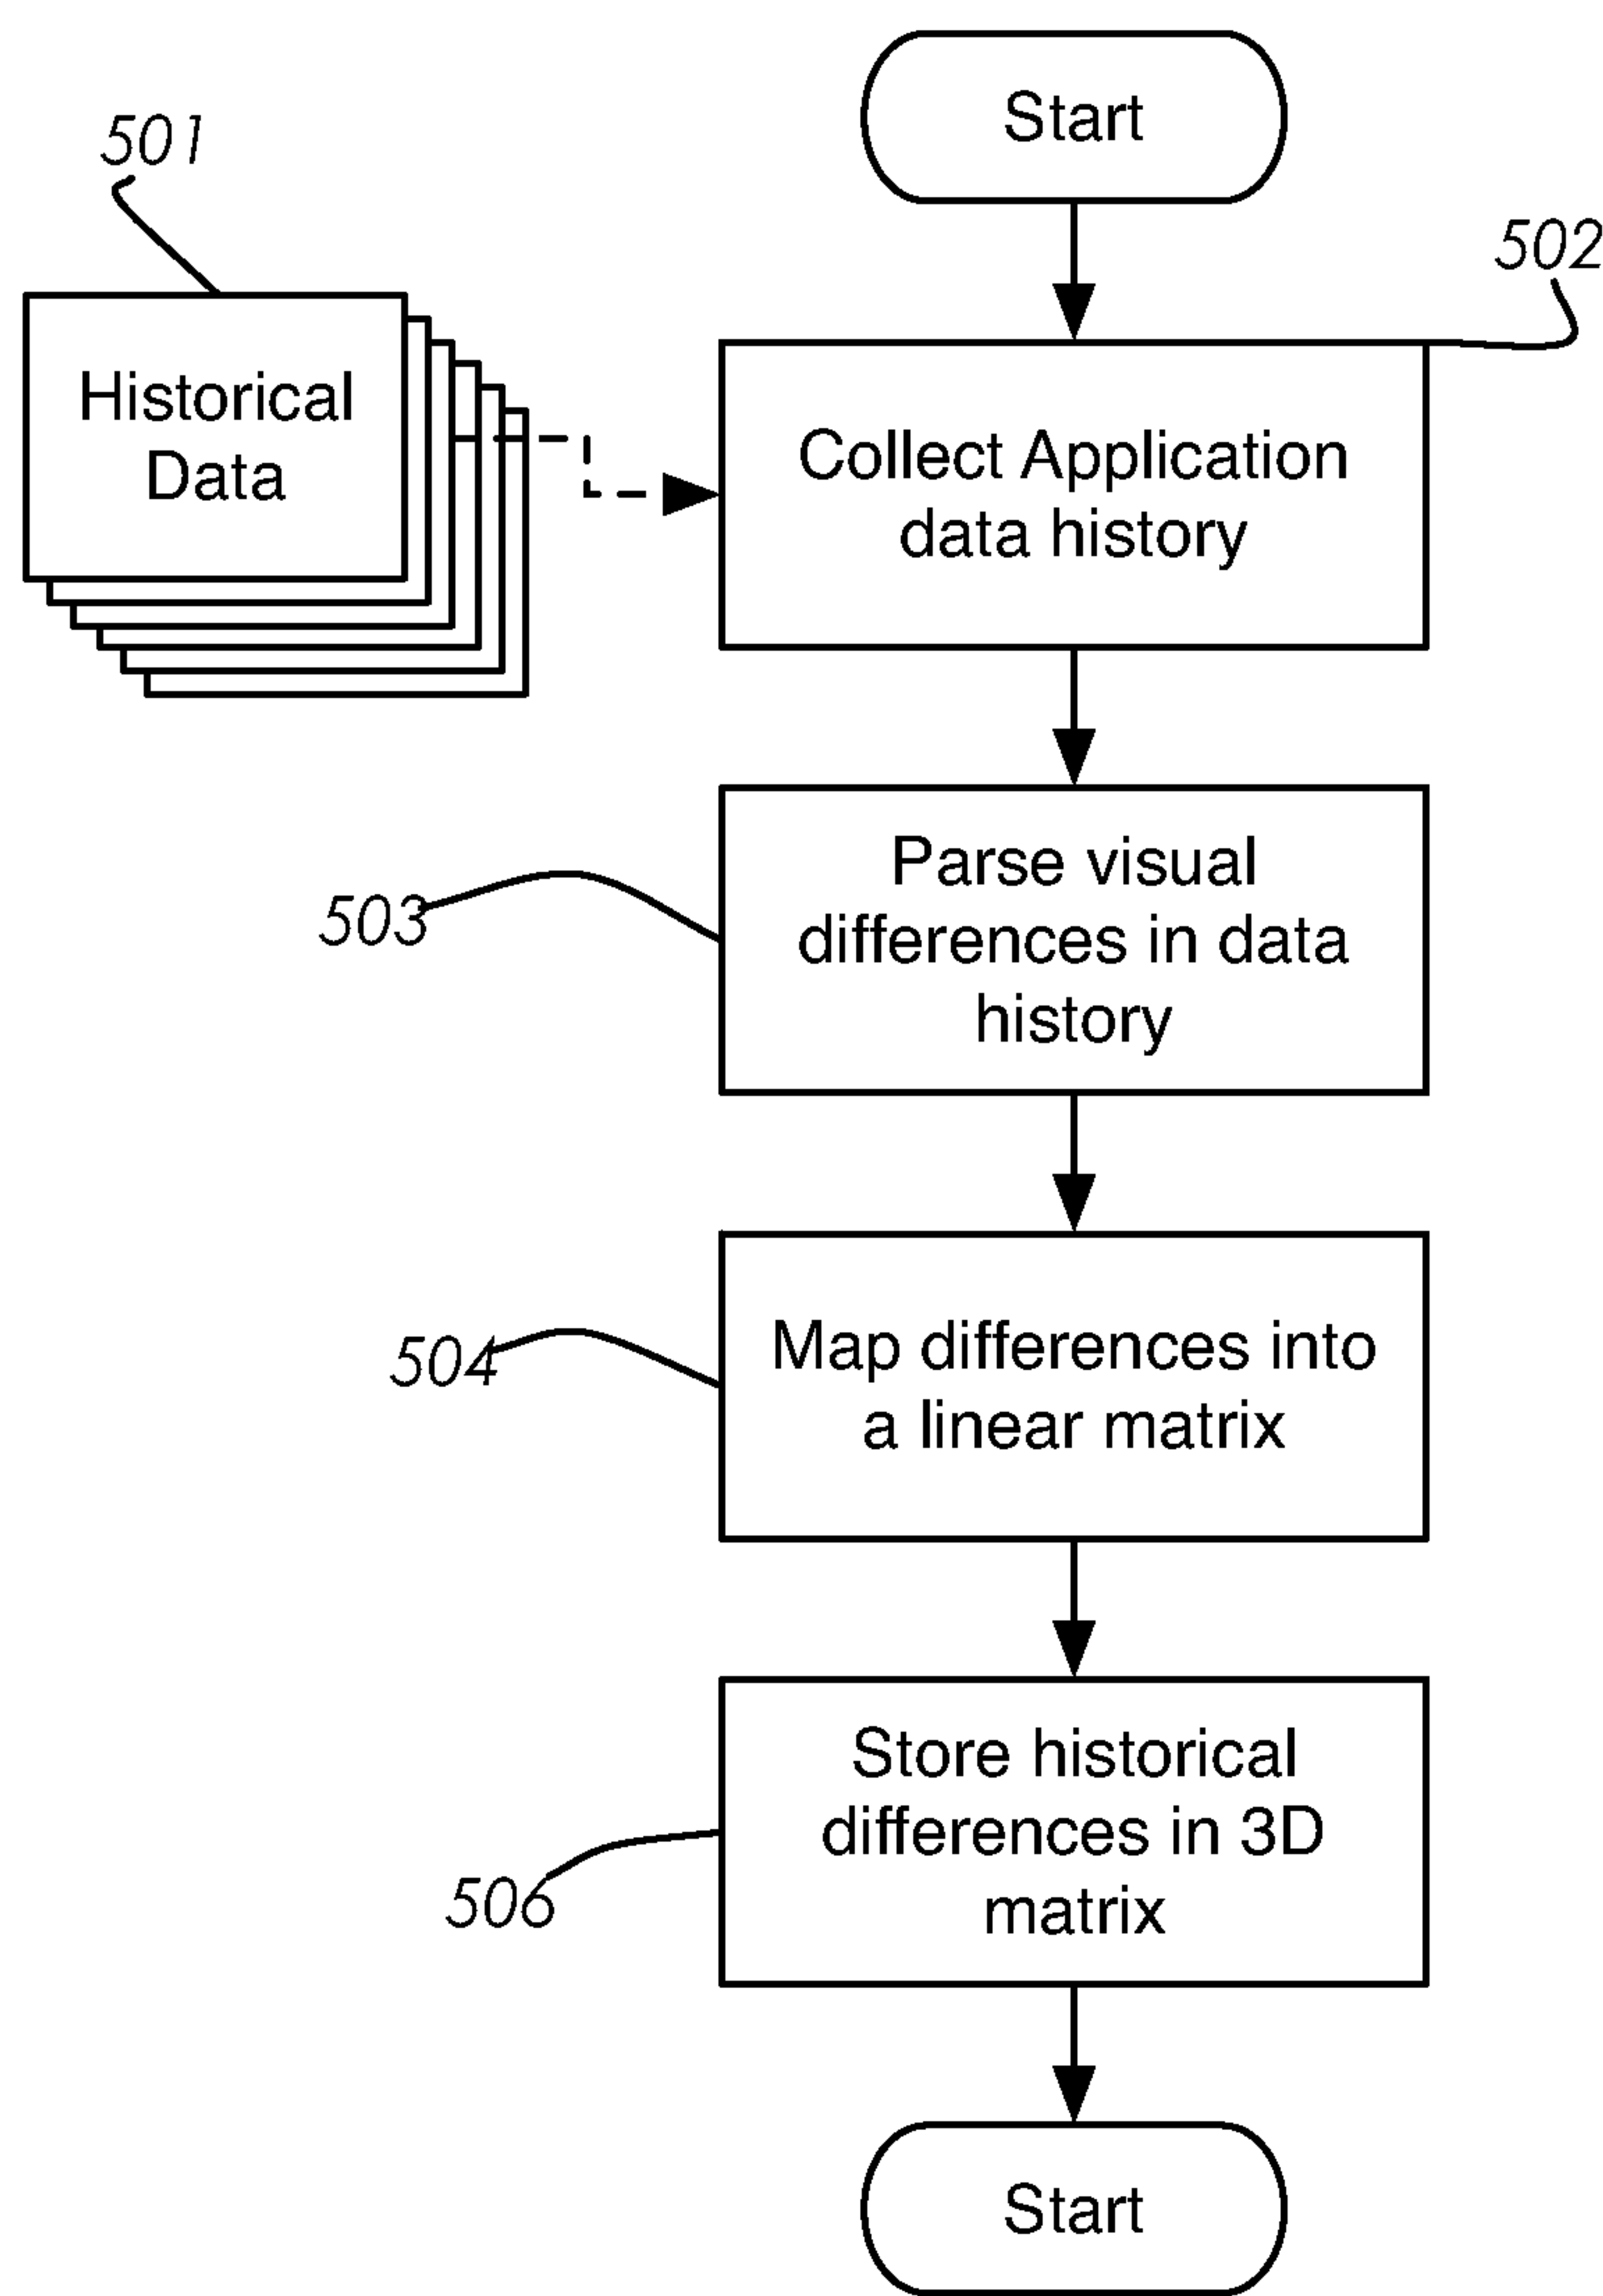 Start
501
502
Historical
Data
Collect Application
data history
Parse visual
differences in data
history
503
Map differences into
a linear matrix
504
Store historical
differences in 3D
matrix
506
Start